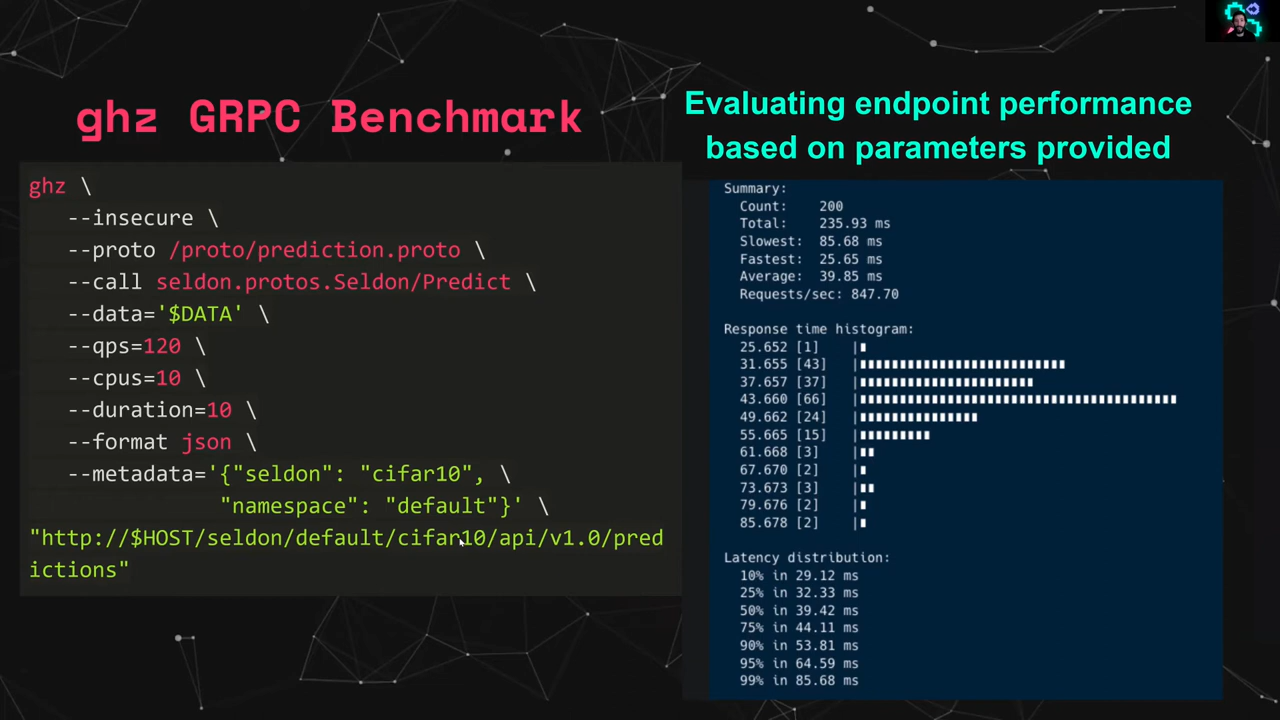 ghz GRPC Benchmark
ghz \
--insecure \
--proto /proto/prediction.proto \
--call seldon.protos.Seldon/Predict \
--data='$DATA' \
--qps=120 \
--cpus=10 \
--duration=10 \
--format json \
--metadata='{"seldon": "cifar10", \
"namespace": "default"}' \
"http://$HOST/seldon/default/cifar10/api/v1.0/pred
ictions"
Evaluating endpoint performance
based on parameters provided
Summary:
Count: 200
Total: 235.93 ms
Slowest: 85.68 ms
Fastest: 25.65 ms
Average: 39.85 ms
Requests/sec: 847.70
Response time histogram:
25.652 [1] |
31.655 [43] |
37.657 [37] |
43.660 [66] |
49.662 [24] |
55.665 [15] |
61.668 [3] |
67.670 [2] |
73.673 [3] |
79.676 [2] |
85.678 [2] |
Latency distribution:
10% in 29.12 ms
25% in 32.33 ms
50% in 39.42 ms
75% in 44.11 ms
90% in 53.81 ms
95% in 64.59 ms
99% in 85.68 ms